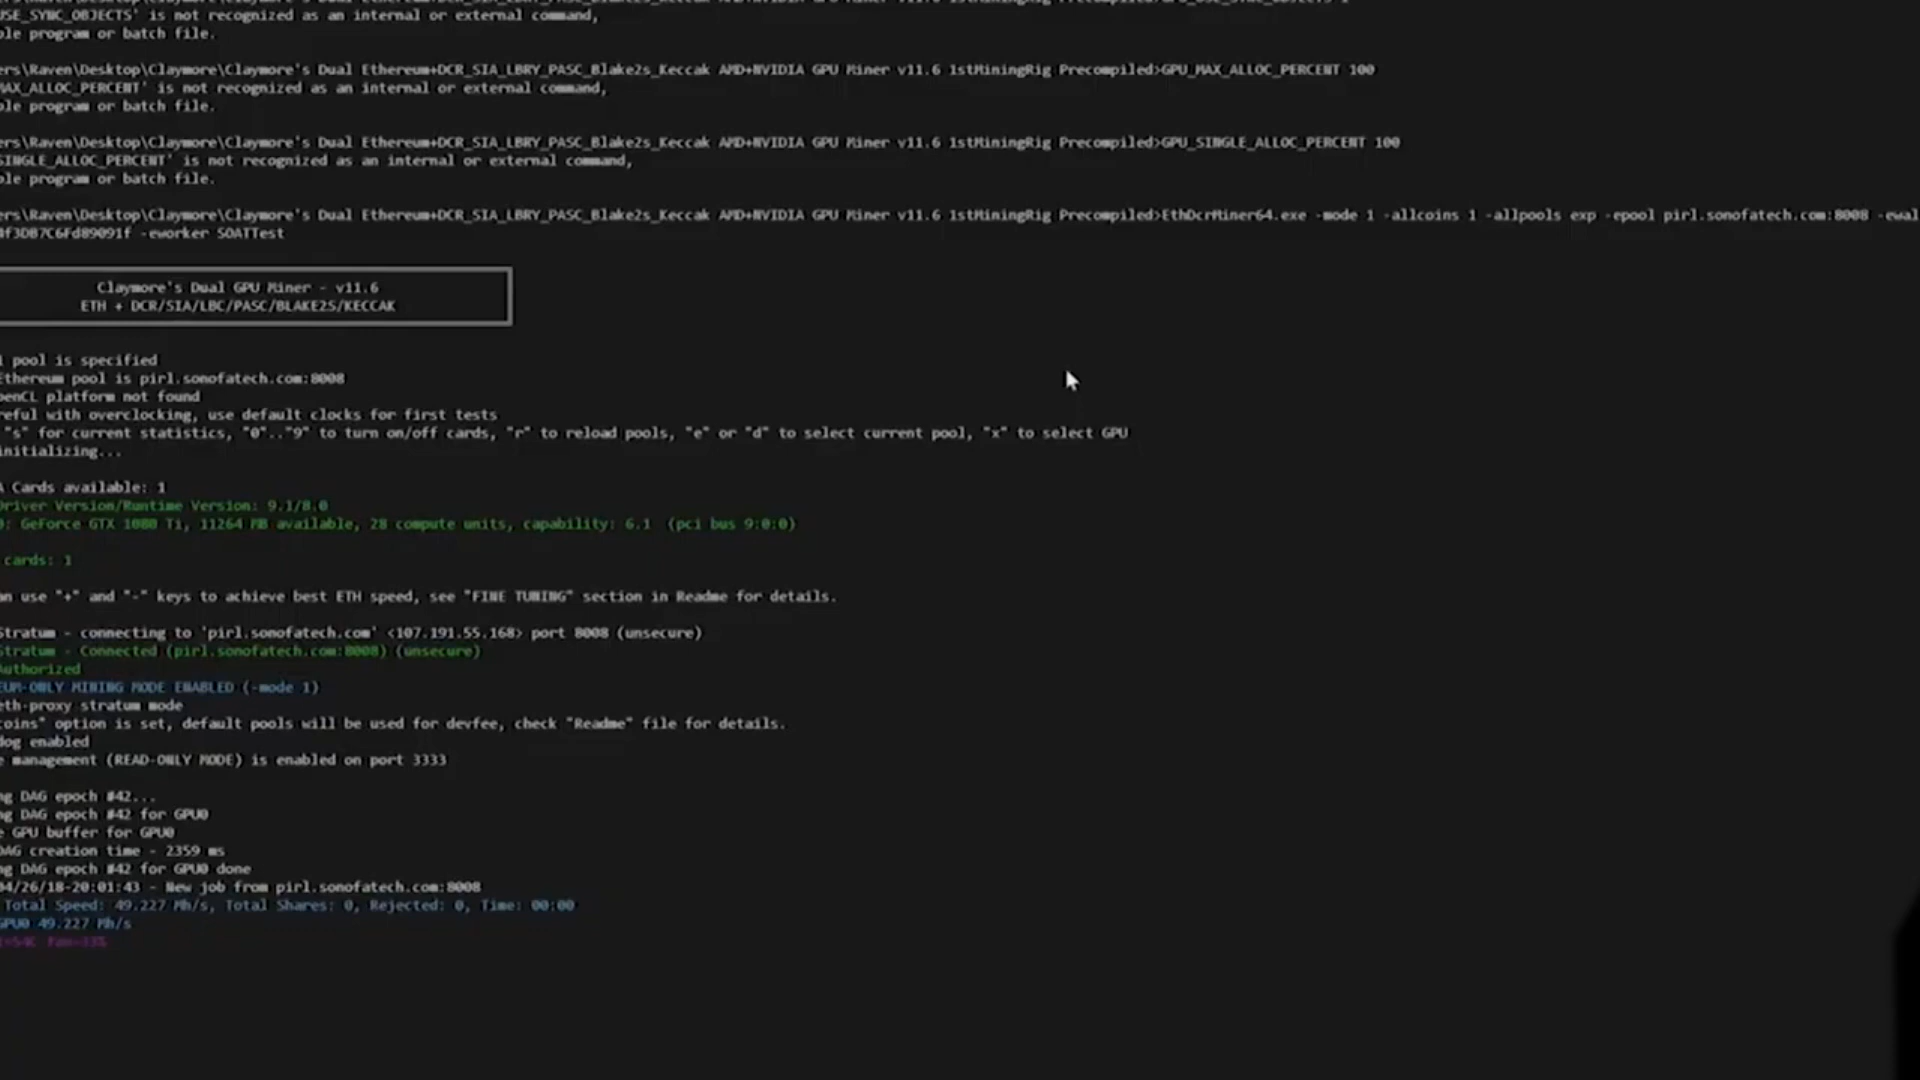 USE_SYNC_OBJECTS' is not recognized as an internal or external command,
ble program or batch file.
ers\Raven\Desktop\Claymore\Claymore's Dual Ethereum+DCR_SIA_LBRY_PASC_Blake2s_Keccak AMD+NVIDIA GPU Miner v11.6 1stMiningRig Precompiled>GPU_MAX_ALLOC_PERCENT 100
MAX_ALLOC_PERCENT' is not recognized as an internal or external command,
ble program or batch file.
ers\Raven\Desktop\Claymore\Claymore's Dual Ethereum+DCR_SIA_LBRY_PASC_Blake2s_Keccak AMD+NVIDIA GPU Miner v11.6 1stMiningRig Precompiled>GPU_SINGLE_ALLOC_PERCENT 100
SINGLE_ALLOC_PERCENT' is not recognized as an internal or external command,
ble program or batch file.
ers\Raven\Desktop\Claymore\Claymore's Dual Ethereum+DCR_SIA_LBRY_PASC_Blake2s_Keccak AMD+NVIDIA GPU Miner v11.6 1stMiningRig Precompiled>EthDcrMiner64.exe -mode 1 -allcoins 1 -allpools exp -epool pirl.sonofatech.com:8008 -ewal
4f3DB7C6Fd89091f -eworker SOATTest
Claymore's Dual GPU Miner - v11.6
ETH + DCR/SIA/LBC/PASC/BLAKE2S/KECCAK
1 pool is specified
Ethereum pool is pirl.sonofatech.com:8008
penCL platform not found
reful with overclocking, use default clocks for first tests
"s" for current statistics, "0".."9" to turn on/off cards, "r" to reload pools, "e" or "d" to select current pool, "x" to select GPU
initializing...
A Cards available: 1
Driver Version/Runtime Version: 9.1/8.0
0: GeForce GTX 1080 Ti, 11264 MB available, 28 compute units, capability: 6.1 (pci bus 9:0:0)
cards: 1
an use "+" and "-" keys to achieve best ETH speed, see "FINE TUNING" section in Readme for details.
Stratum - connecting to 'pirl.sonofatech.com' <107.191.55.168> port 8008 (unsecure)
Stratum - Connected (pirl.sonofatech.com:8008) (unsecure)
Authorized
EUM-ONLY MINING MODE ENABLED (-mode 1)
eth-proxy stratum mode
coins" option is set, default pools will be used for devfee, check "Readme" file for details.
dog enabled
e management (READ-ONLY MODE) is enabled on port 3333
ng DAG epoch #42...
ng DAG epoch #42 for GPU0
e GPU buffer for GPU0
DAG creation time - 2359 ms
ng DAG epoch #42 for GPU0 done
04/26/18-20:01:43 - New job from pirl.sonofatech.com:8008
Total Speed: 49.227 Mh/s, Total Shares: 0, Rejected: 0, Time: 00:00
GPU0 49.227 Mh/s
t=54C fan=33%